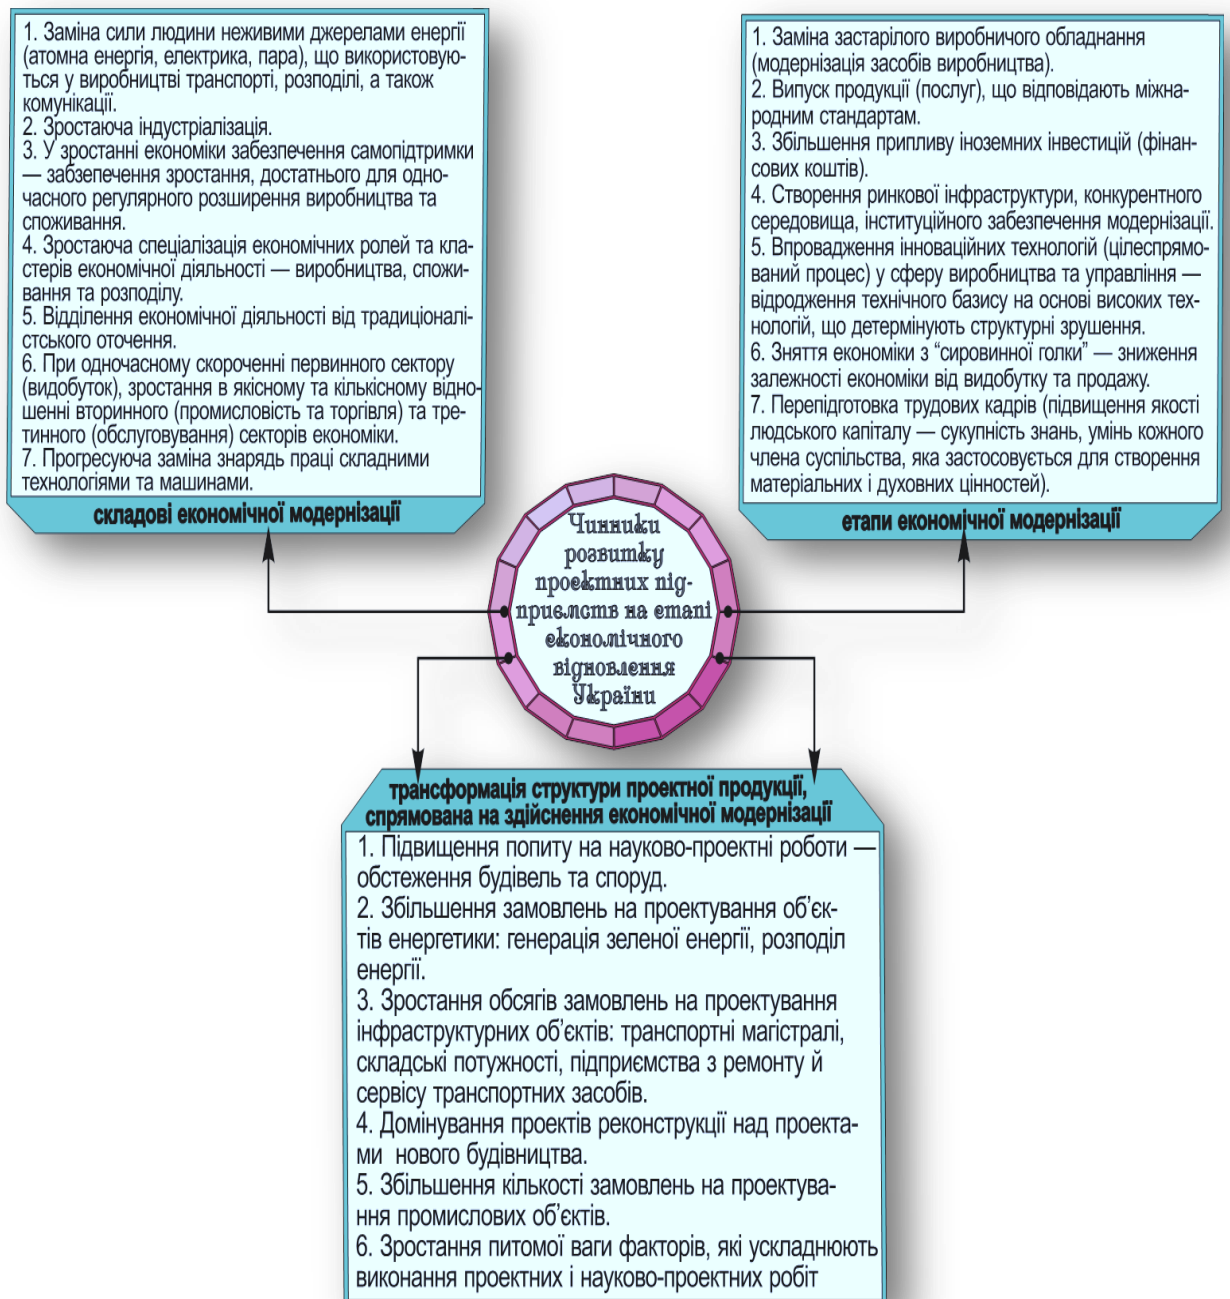 1. Заміна сили людини неживими джерелами енергії
(атомна енергія, електрика, пара), що використовую-
ться у виробництві транспорті, розподілі, а також
комунікації.
2. Зростаюча індустріалізація.
3. У зростанні економіки забезпечення самопідтримки
— забзепечення зростання, достатнього для одно-
часного регулярного розширення виробництва та
споживання.
4. Зростаюча спеціалізація економічних ролей та кла-
стерів економічної діяльності — виробництва, спожи-
вання та розподілу.
5. Відділення економічної діяльності від традиціоналі-
стського оточення.
6. При одночасному скороченні первинного сектору
(видобуток), зростання в якісному та кількісному відно-
шенні вторинного (промисловість та торгівля) та тре-
тинного (обслуговування) секторів економіки.
7. Прогресуюча заміна знарядь праці складними
технологіями та машинами.
складові економічної модернізації
1. Заміна застарілого виробничого обладнання
(модернізація засобів виробництва).
2. Випуск продукції (послуг), що відповідають міжна-
родним стандартам.
3. Збільшення припливу іноземних інвестицій (фінан-
сових коштів).
4. Створення ринкової інфраструктури, конкурентного
середовища, інституційного забезпечення модернізації.
5. Впровадження інноваційних технологій (цілеспрямо-
ваний процес) у сферу виробництва та управління —
відродження технічного базису на основі високих тех-
нологій, що детермінують структурні зрушення.
6. Зняття економіки з “сировинної голки” — зниження
залежності економіки від видобутку та продажу.
7. Перепідготовка трудових кадрів (підвищення якості
людського капіталу — сукупність знань, умінь кожного
члена суспільства, яка застосовується для створення
матеріальних і духовних цінностей).
етапи економічної модернізації
Чинники
розвитку
проектних під-
приємств на етапі
економічного
відновлення
України
трансформація структури проектної продукції,
спрямована на здійснення економічної модернізації
1. Підвищення попиту на науково-проектні роботи —
обстеження будівель та споруд.
2. Збільшення замовлень на проектування об’єк-
тів енергетики: генерація зеленої енергії, розподіл
енергії.
3. Зростання обсягів замовлень на проектування
інфраструктурних об’єктів: транспортні магістралі,
складські потужності, підприємства з ремонту й
сервісу транспортних засобів.
4. Домінування проектів реконструкції над проекта-
ми нового будівництва.
5. Збільшення кількості замовлень на проектува-
ння промислових об’єктів.
6. Зростання питомої ваги факторів, які ускладнюють
виконання проектних і науково-проектних робіт